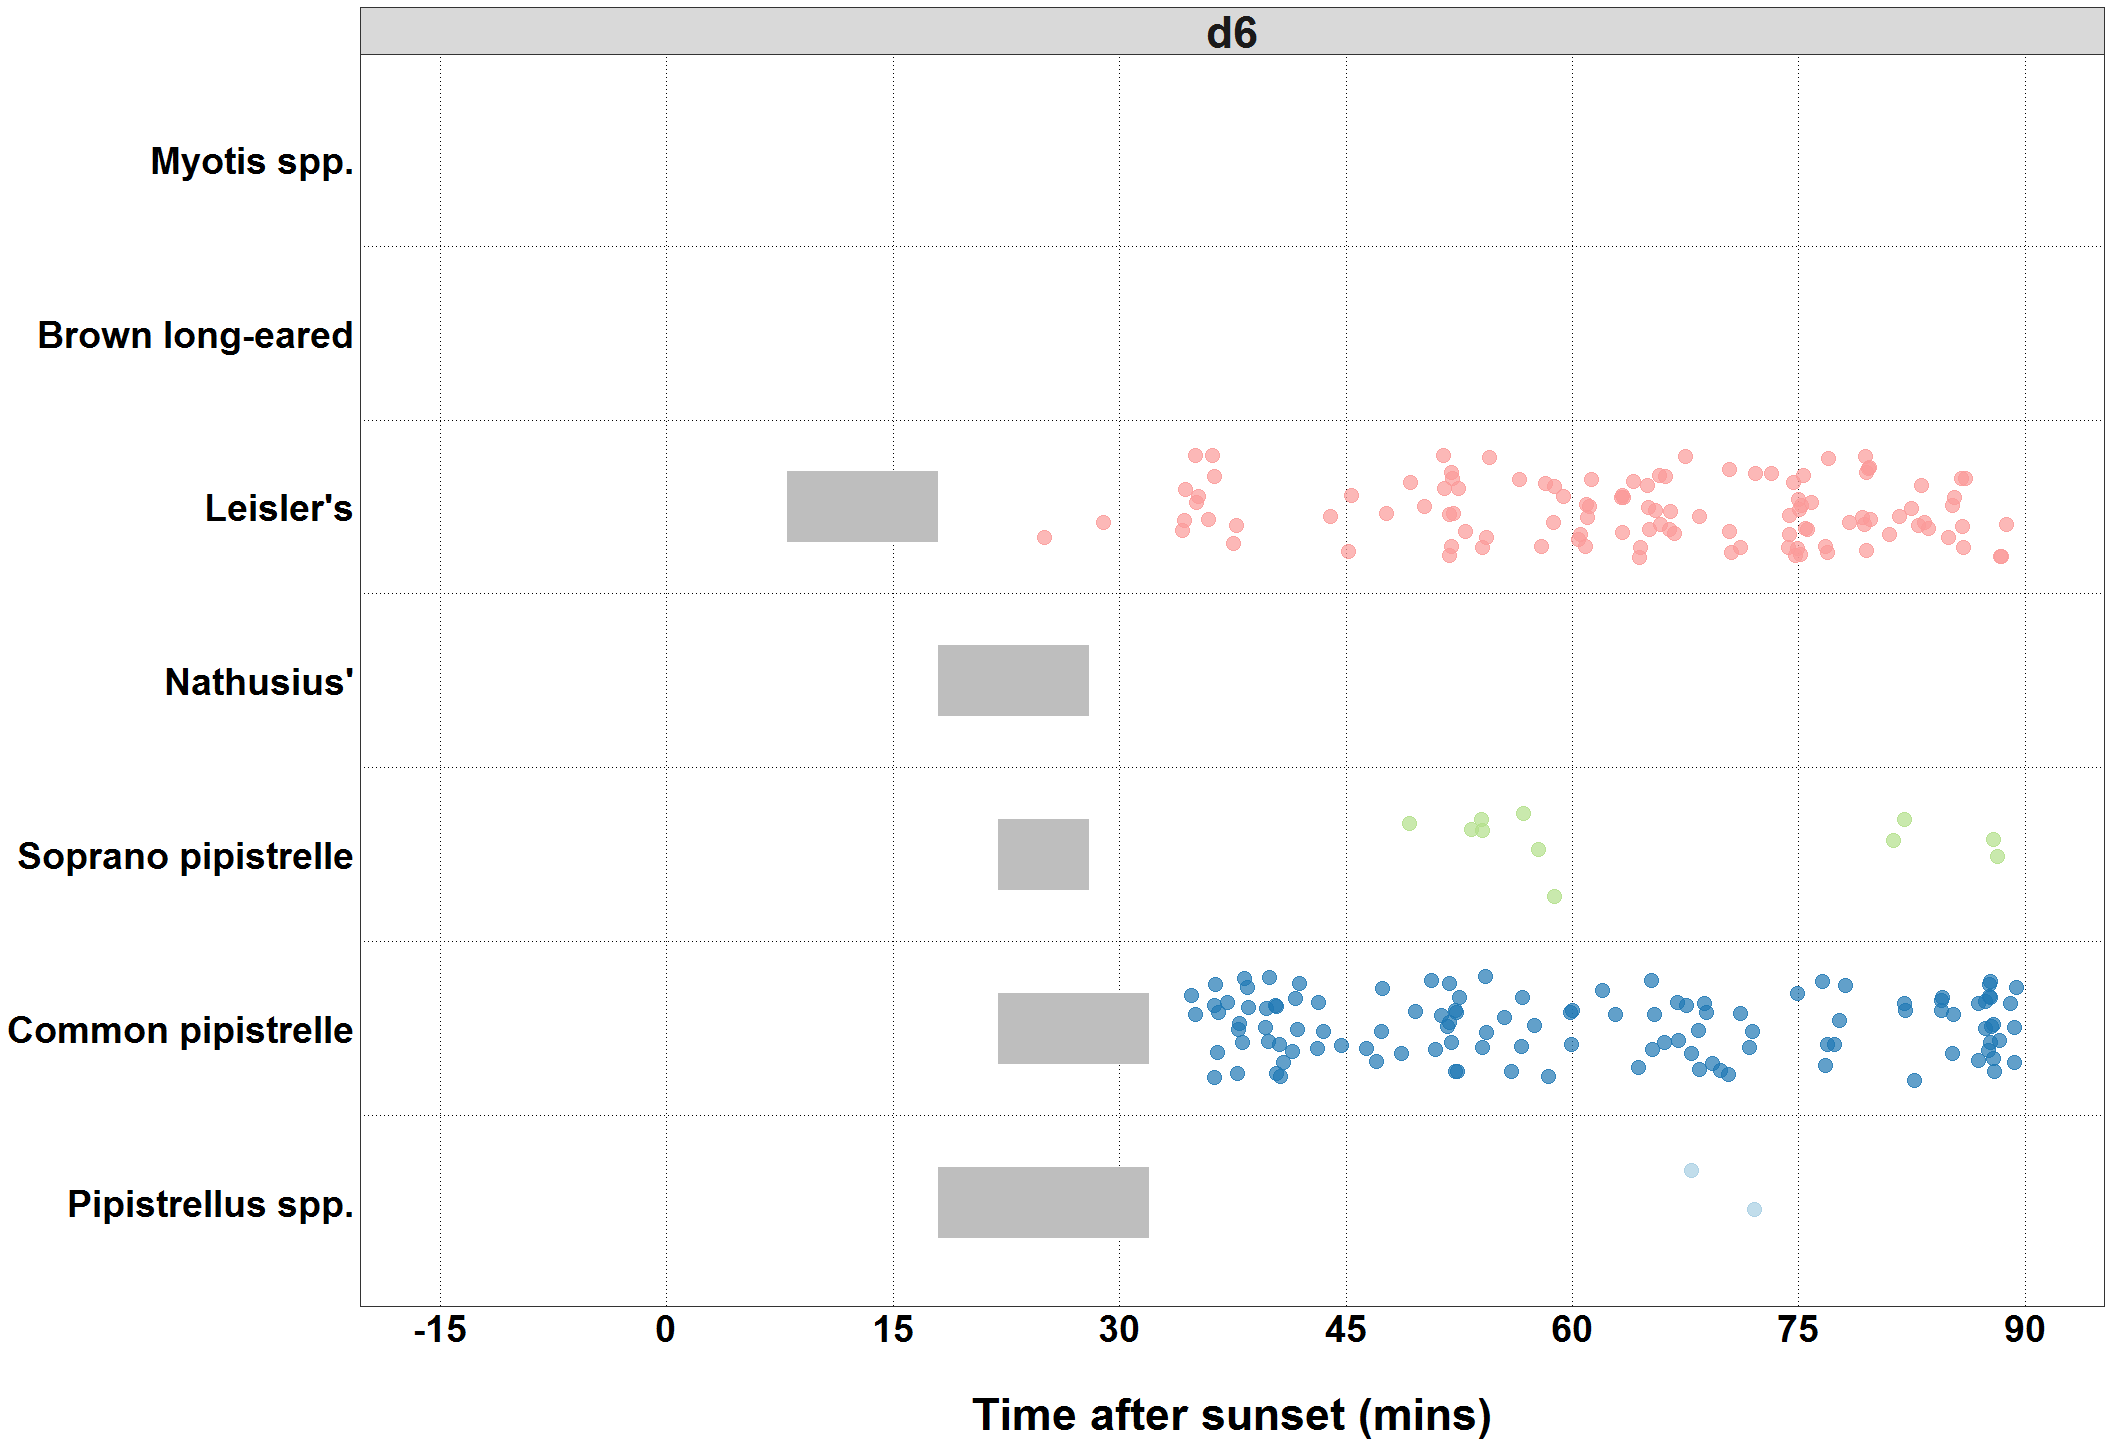 d6
Myotis spp.
Brown long-eared
Leisler's
Nathusius'
Soprano pipistrelle
Common pipistrelle
Pipistrellus spp.
-15 0 15 30 45 60 75 90
Time after sunset (mins)